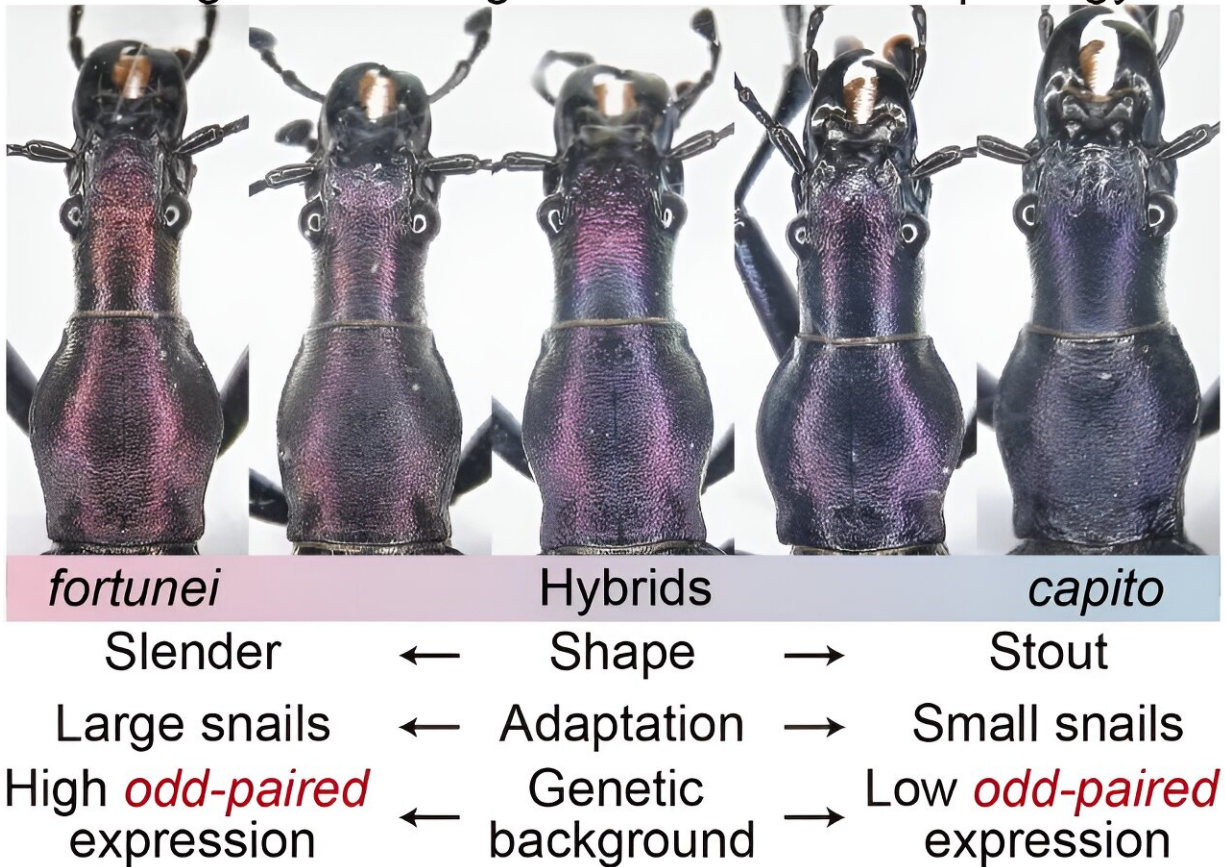 fortunei Hybrids capito
Slender ← Shape → Stout
Large snails ← Adaptation → Small snails
High odd-paired expression ← Genetic background → Low odd-paired expression